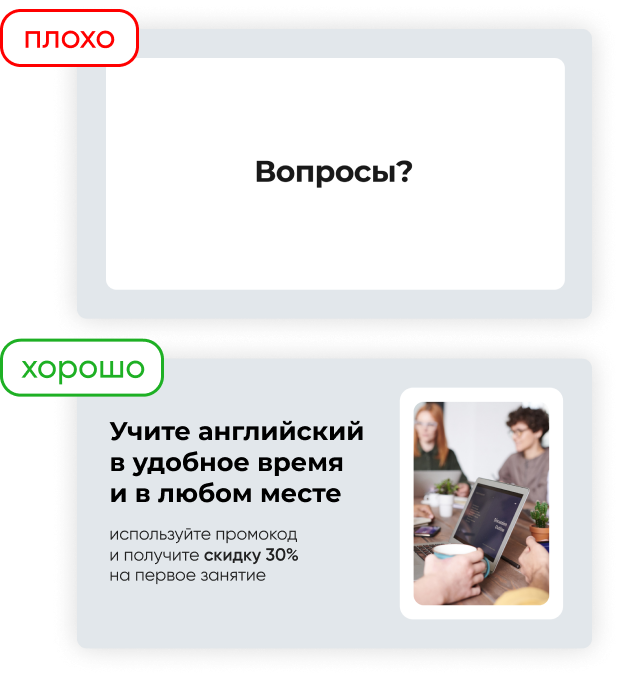 плохо
Вопросы?
хорошо
Учите английский
в удобное время
и в любом месте
используйте промокод
и получите скидку 30%
на первое занятие